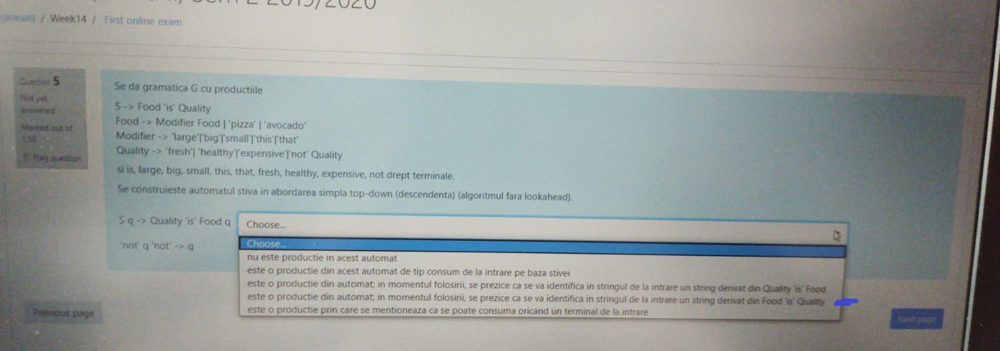 Sem 2 2019/2020
/ Week14 / First online exam
Question 5
Not yet
answered
Marked out of
1.50
Flag question
Se da gramatica G cu productiile
S -> Food 'is' Quality
Food -> Modifier Food | 'pizza' | 'avocado'
Modifier -> 'large'|'big'|'small'|'this'|'that'
Quality -> 'fresh'| 'healthy'|'expensive'|'not' Quality
si is, large, big, small, this, that, fresh, healthy, expensive, not drept terminale.
Se construieste automatul stiva in abordarea simpla top-down (descendenta) (algoritmul fara lookahead).
S q -> Quality 'is' Food q
Choose...
'not' q 'not' -> q
Choose...
nu este productie in acest automat
este o productie din acest automat de tip consum de la intrare pe baza stivei
este o productie din automat; in momentul folosirii, se prezice ca se va identifica in stringul de la intrare un string derivat din Quality 'is' Food
este o productie din automat; in momentul folosirii, se prezice ca se va identifica in stringul de la intrare un string derivat din Food 'is' Quality
este o productie prin care se mentioneaza ca se poate consuma oricand un terminal de la intrare
Previous page
Next page